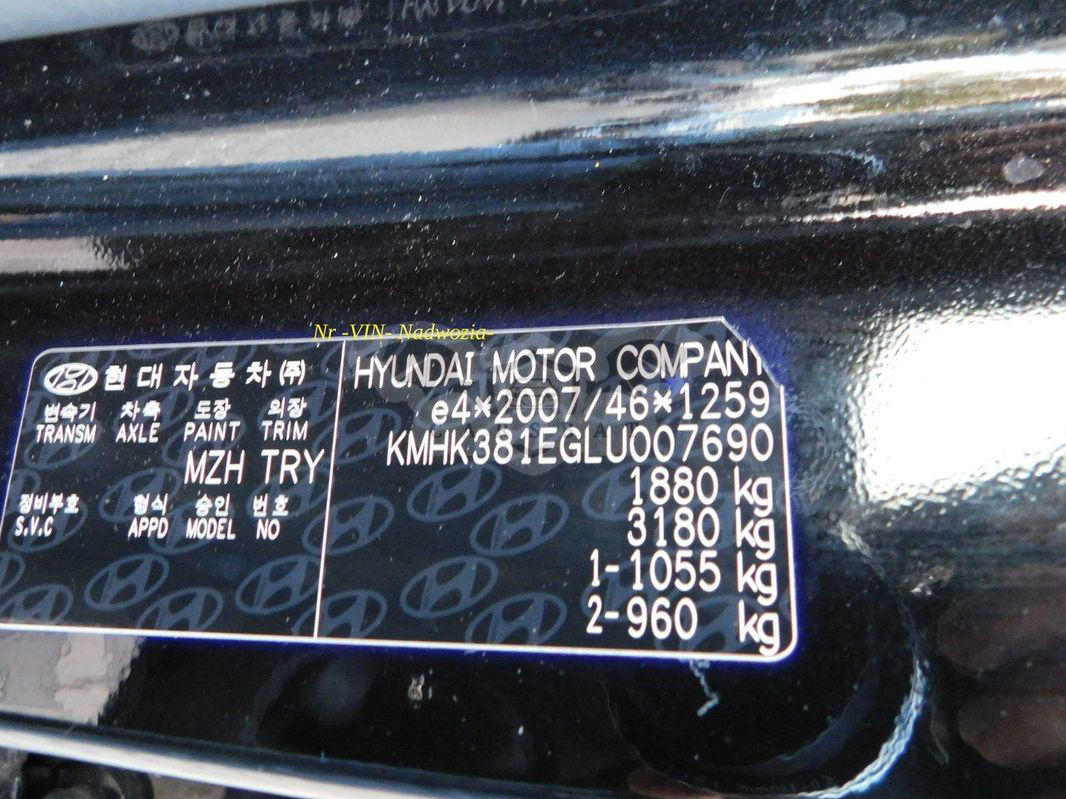 Nr -VIN- Nadwozia-
현대자동차(주)
변속기 차축 도장 의장
TRANSM AXLE PAINT TRIM
MZH TRY
정비부호 형식 승인 번호
S.V.C APPD MODEL NO
HYUNDAI MOTOR COMPANY
e4*2007/46*1259
KMHK381EGLU007690
1880 kg
3180 kg
1-1055 kg
2-960 kg